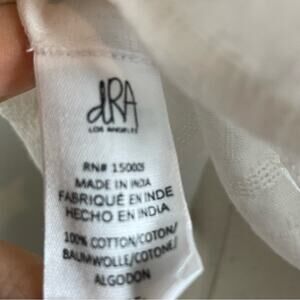 dRA
LOS ANGELES
RN# 150005
MADE IN INDIA
FABRIQUÉ EN INDE
HECHO EN INDIA
100% COTTON/COTON/
BAUMWOLLE/COTONE/
ALGODON